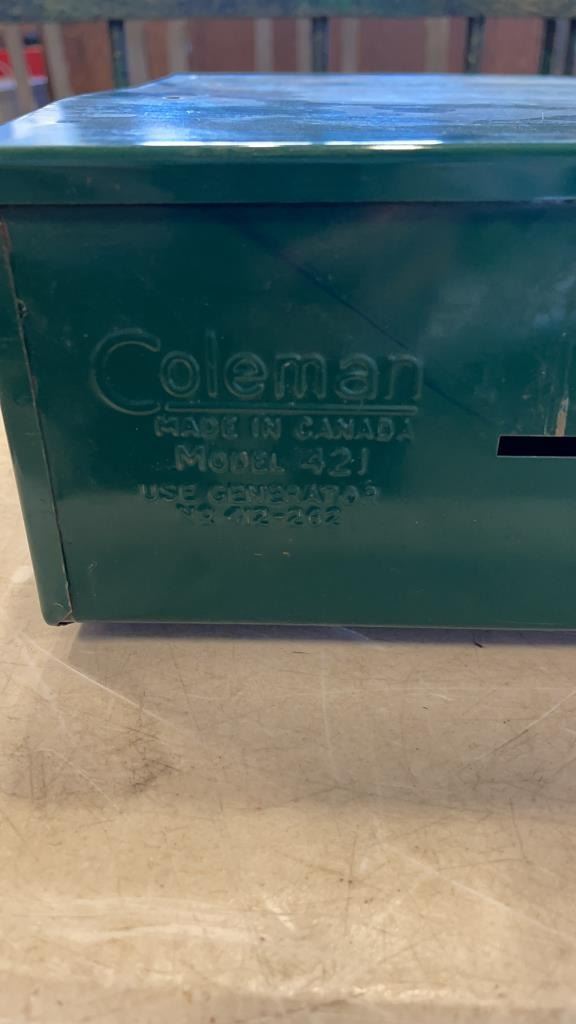 Coleman
MADE IN CANADA
MODEL 421
USE GENERATOR
No 412-262